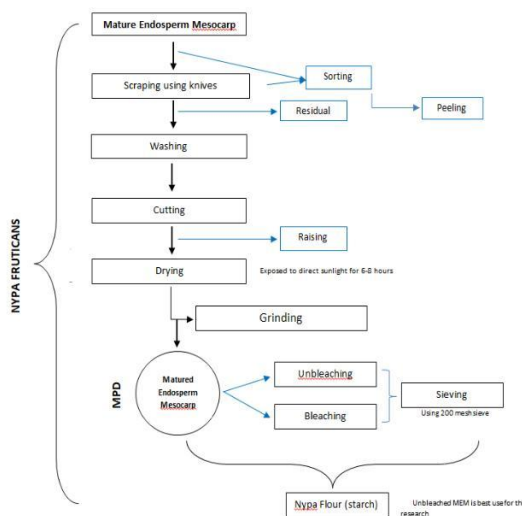 Mature Endosperm Mesocarp
Sorting
Scraping using knives
Peeling
Residual
Washing
Cutting
Raising
Drying
Exposed to direct sunlight for 6-8 hours
Grinding
NYPA FRUTICANS
MPD
Matured
Endosperm
Mesocarp
Unbleaching
Bleaching
Sieving
Using 200 mesh sieve
Nypa Flour (starch)
Unbleached MEM is best use for th
research